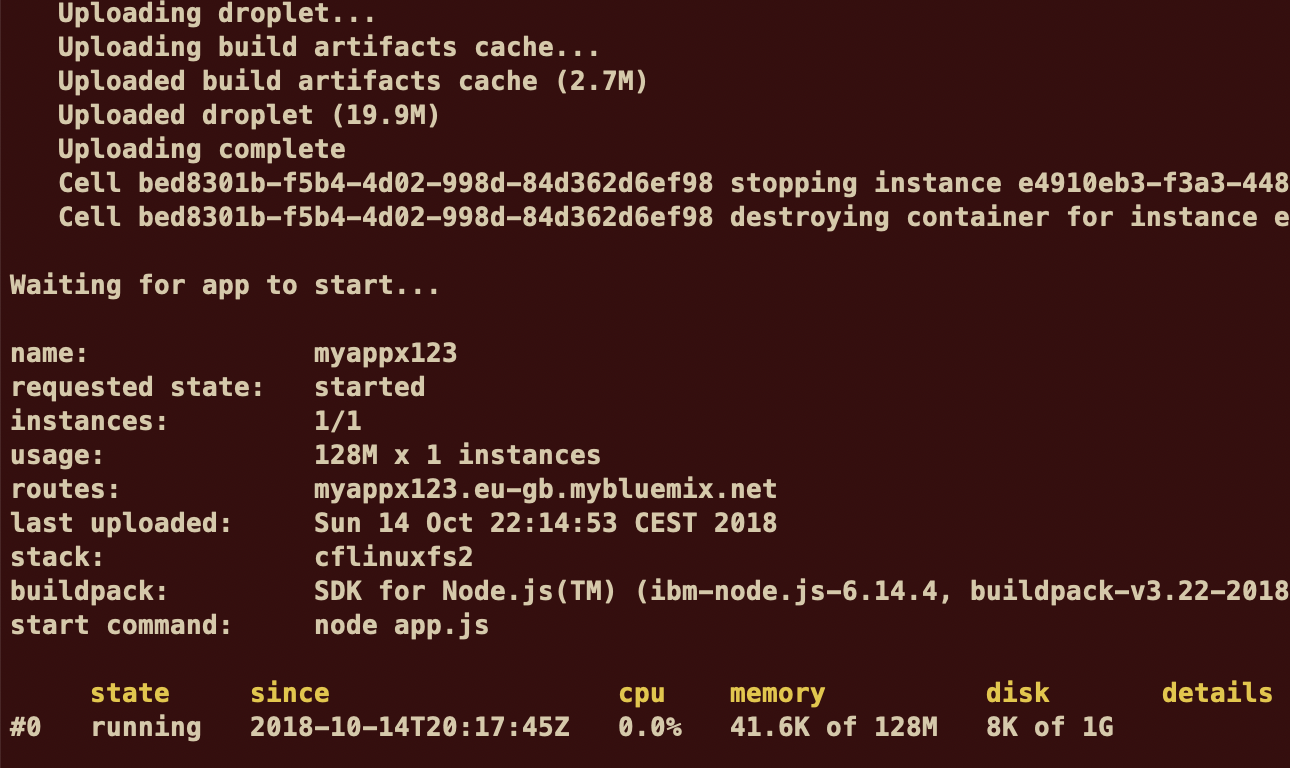 Uploading droplet...
Uploading build artifacts cache...
Uploaded build artifacts cache (2.7M)
Uploaded droplet (19.9M)
Uploading complete
Cell bed8301b-f5b4-4d02-998d-84d362d6ef98 stopping instance e4910eb3-f3a3-448
Cell bed8301b-f5b4-4d02-998d-84d362d6ef98 destroying container for instance e
Waiting for app to start...
name: myappx123
requested state: started
instances: 1/1
usage: 128M x 1 instances
routes: myappx123.eu-gb.mybluemix.net
last uploaded: Sun 14 Oct 22:14:53 CEST 2018
stack: cflinuxfs2
buildpack: SDK for Node.js(TM) (ibm-node.js-6.14.4, buildpack-v3.22-2018
start command: node app.js
state since cpu memory disk details
#0 running 2018-10-14T20:17:45Z 0.0% 41.6K of 128M 8K of 1G